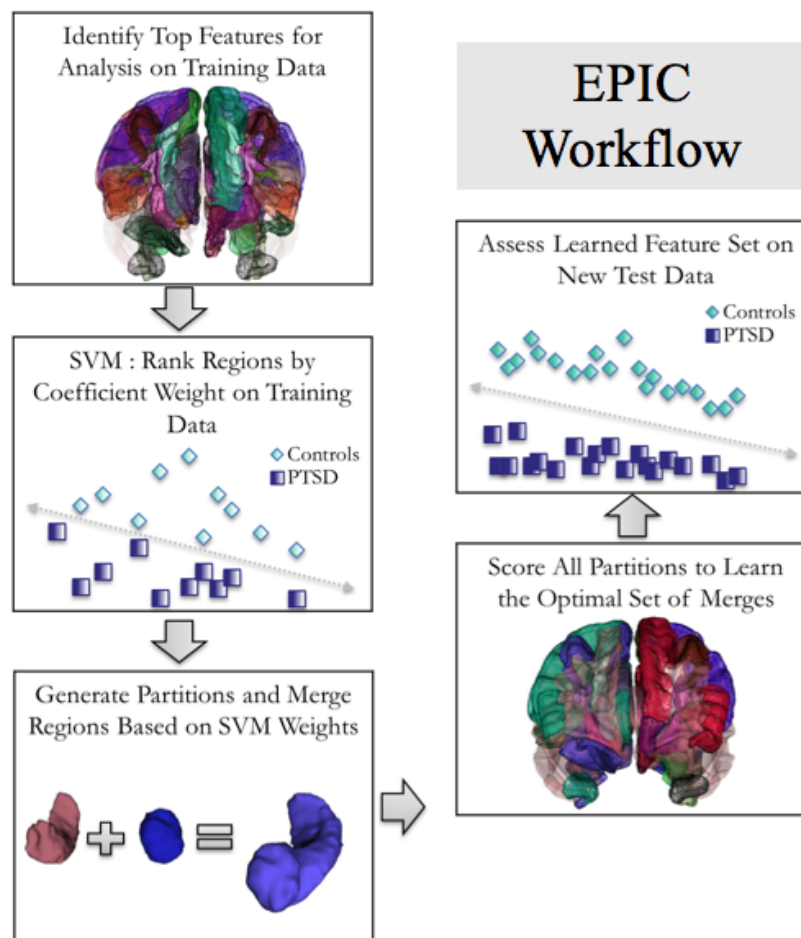 Identify Top Features for
Analysis on Training Data
SVM : Rank Regions by
Coefficient Weight on Training
Data
Controls
PTSD
Generate Partitions and Merge
Regions Based on SVM Weights
EPIC
Workflow
Assess Learned Feature Set on
New Test Data
Controls
PTSD
Score All Partitions to Learn
the Optimal Set of Merges